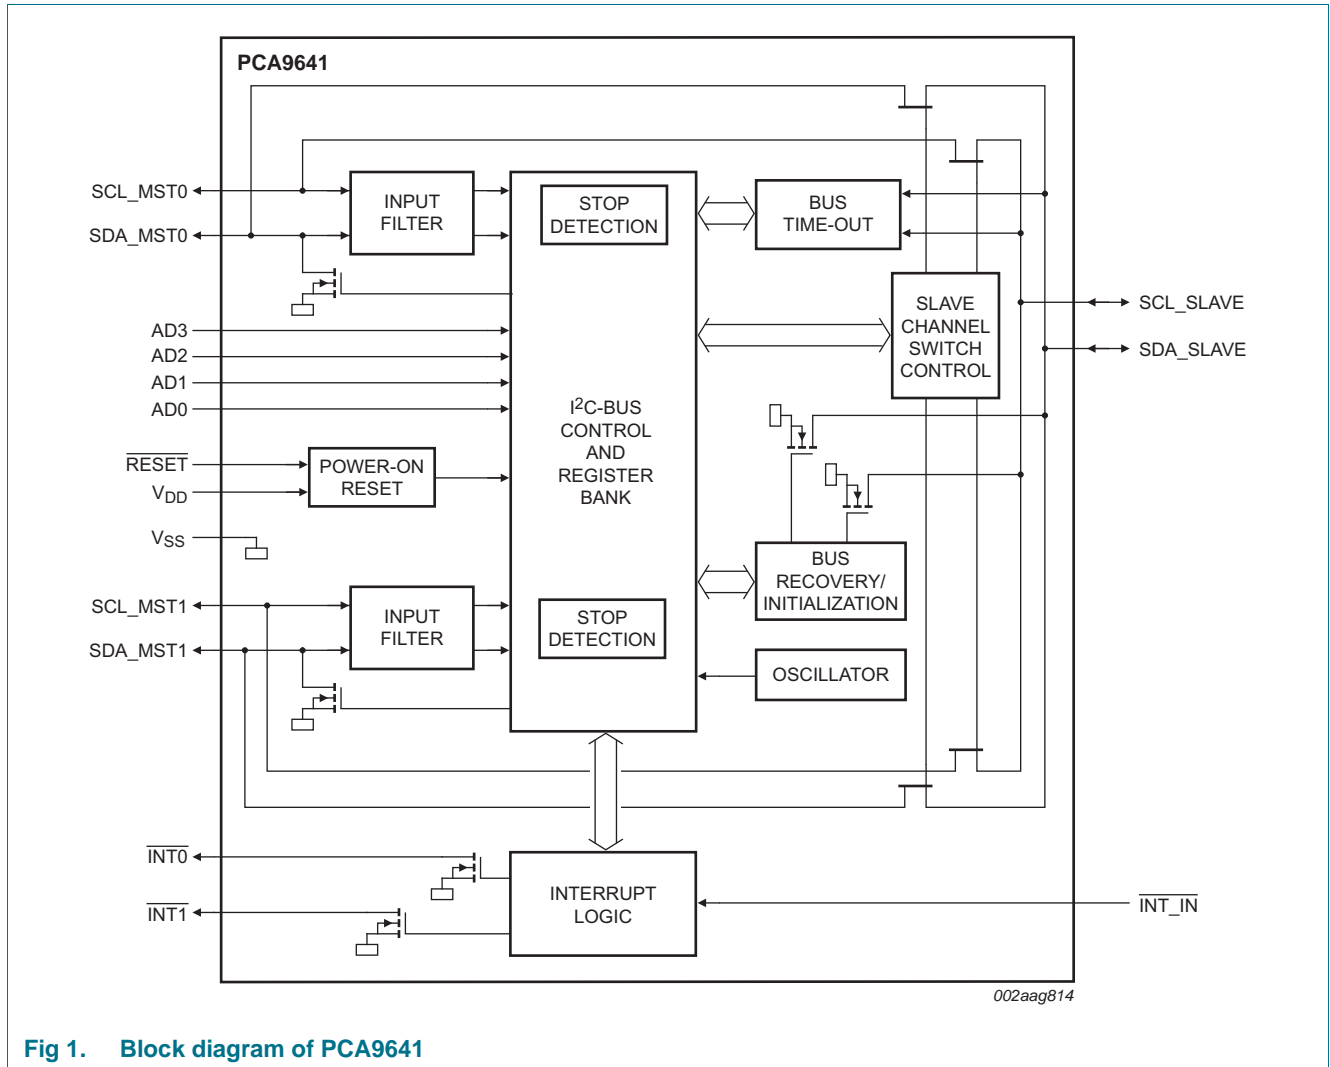 PCA9641
SCL_MST0
SDA_MST0
INPUT
FILTER
STOP
DETECTION
BUS
TIME-OUT
AD3
AD2
AD1
AD0
SLAVE
CHANNEL
SWITCH
CONTROL
SCL_SLAVE
SDA_SLAVE
I2C-BUS
CONTROL
AND
REGISTER
BANK
RESET
VDD
POWER-ON
RESET
VSS
BUS
RECOVERY/
INITIALIZATION
SCL_MST1
SDA_MST1
INPUT
FILTER
STOP
DETECTION
OSCILLATOR
INT0
INT1
INTERRUPT
LOGIC
INT_IN
002aag814
Fig 1. Block diagram of PCA9641